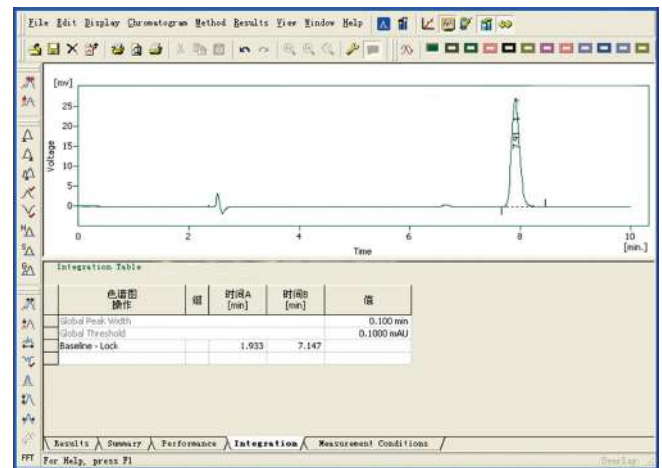 File Edit Display Chromatogram Method Results View Window Help
[mv]
25
20
15
10
5
0
Voltage
7.91 1
0 2 4 6 8 10
Time [min.]
Integration Table
色谱图 操作 组 时间A [min] 时间B [min] 值
Global Peak Width 0.100 min
Global Threshold 0.1000 mAU
Baseline - Lock 1.933 7.147
Results Summary Performance Integration Measurement Conditions
FFT For Help, press F1 Overlay